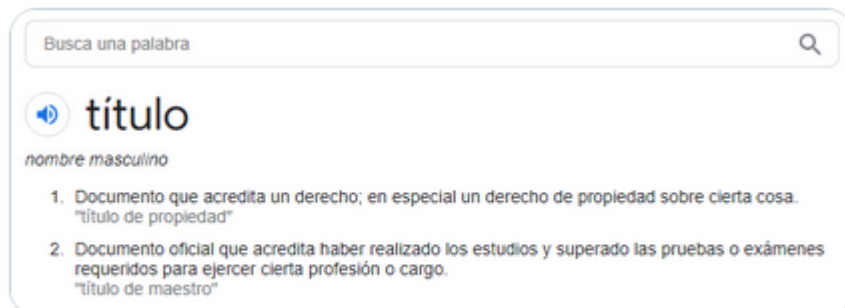 Busca una palabra
título
nombre masculino
1. Documento que acredita un derecho; en especial un derecho de propiedad sobre cierta cosa.
"título de propiedad"
2. Documento oficial que acredita haber realizado los estudios y superado las pruebas o exámenes
requeridos para ejercer cierta profesión o cargo.
"título de maestro"